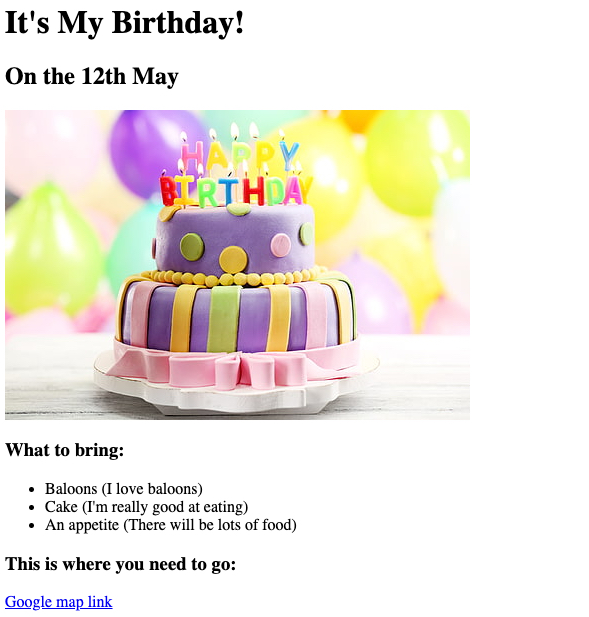 It's My Birthday!
On the 12th May
HAPPY
BIRTHDAY
What to bring:
Baloons (I love baloons)
Cake (I'm really good at eating)
An appetite (There will be lots of food)
This is where you need to go:
Google map link